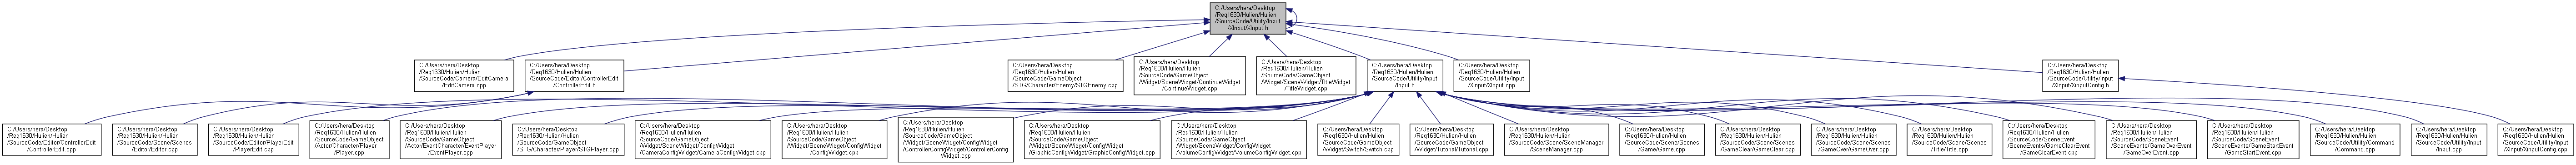 C:/Users/hera/Desktop
/Req1630/Hulien/Hulien
/SourceCode/Utility/Input
/XInput/XInput.h
C:/Users/hera/Desktop
/Req1630/Hulien/Hulien
/SourceCode/Camera/EditCamera
/EditCamera.cpp
C:/Users/hera/Desktop
/Req1630/Hulien/Hulien
/SourceCode/Editor/ControllerEdit
/ControllerEdit.h
C:/Users/hera/Desktop
/Req1630/Hulien/Hulien
/SourceCode/GameObject
/STG/Character/Enemy/STGEnemy.cpp
C:/Users/hera/Desktop
/Req1630/Hulien/Hulien
/SourceCode/GameObject
/Widget/SceneWidget/ContinueWidget
/ContinueWidget.cpp
C:/Users/hera/Desktop
/Req1630/Hulien/Hulien
/SourceCode/GameObject
/Widget/SceneWidget/TitleWidget
/TitleWidget.cpp
C:/Users/hera/Desktop
/Req1630/Hulien/Hulien
/SourceCode/Utility/Input
/Input.h
C:/Users/hera/Desktop
/Req1630/Hulien/Hulien
/SourceCode/Utility/Input
/XInput/XInput.cpp
C:/Users/hera/Desktop
/Req1630/Hulien/Hulien
/SourceCode/Utility/Input
/XInput/XInputConfig.h
C:/Users/hera/Desktop
/Req1630/Hulien/Hulien
/SourceCode/Editor/ControllerEdit
/ControllerEdit.cpp
C:/Users/hera/Desktop
/Req1630/Hulien/Hulien
/SourceCode/Scene/Scenes
/Editor/Editor.cpp
C:/Users/hera/Desktop
/Req1630/Hulien/Hulien
/SourceCode/Editor/PlayerEdit
/PlayerEdit.cpp
C:/Users/hera/Desktop
/Req1630/Hulien/Hulien
/SourceCode/GameObject
/Actor/Character/Player
/Player.cpp
C:/Users/hera/Desktop
/Req1630/Hulien/Hulien
/SourceCode/GameObject
/Actor/EventCharacter/EventPlayer
/EventPlayer.cpp
C:/Users/hera/Desktop
/Req1630/Hulien/Hulien
/SourceCode/GameObject
/STG/Character/Player/STGPlayer.cpp
C:/Users/hera/Desktop
/Req1630/Hulien/Hulien
/SourceCode/GameObject
/Widget/SceneWidget/ConfigWidget
/CameraConfigWidget/CameraConfigWidget.cpp
C:/Users/hera/Desktop
/Req1630/Hulien/Hulien
/SourceCode/GameObject
/Widget/SceneWidget/ConfigWidget
/ConfigWidget.cpp
C:/Users/hera/Desktop
/Req1630/Hulien/Hulien
/SourceCode/GameObject
/Widget/SceneWidget/ConfigWidget
/ControllerConfigWidget/ControllerConfig
Widget.cpp
C:/Users/hera/Desktop
/Req1630/Hulien/Hulien
/SourceCode/GameObject
/Widget/SceneWidget/ConfigWidget
/GraphicConfigWidget/GraphicConfigWidget.cpp
C:/Users/hera/Desktop
/Req1630/Hulien/Hulien
/SourceCode/GameObject
/Widget/SceneWidget/ConfigWidget
/VolumeConfigWidget/VolumeConfigWidget.cpp
C:/Users/hera/Desktop
/Req1630/Hulien/Hulien
/SourceCode/GameObject
/Widget/Switch/Switch.cpp
C:/Users/hera/Desktop
/Req1630/Hulien/Hulien
/SourceCode/GameObject
/Widget/Tutorial/Tutorial.cpp
C:/Users/hera/Desktop
/Req1630/Hulien/Hulien
/SourceCode/Scene/SceneManager
/SceneManager.cpp
C:/Users/hera/Desktop
/Req1630/Hulien/Hulien
/SourceCode/Scene/Scenes
/Game/Game.cpp
C:/Users/hera/Desktop
/Req1630/Hulien/Hulien
/SourceCode/Scene/Scenes
/GameClear/GameClear.cpp
C:/Users/hera/Desktop
/Req1630/Hulien/Hulien
/SourceCode/Scene/Scenes
/GameOver/GameOver.cpp
C:/Users/hera/Desktop
/Req1630/Hulien/Hulien
/SourceCode/Scene/Scenes
/Title/Title.cpp
C:/Users/hera/Desktop
/Req1630/Hulien/Hulien
/SourceCode/SceneEvent
/SceneEvents/GameClearEvent
/GameClearEvent.cpp
C:/Users/hera/Desktop
/Req1630/Hulien/Hulien
/SourceCode/SceneEvent
/SceneEvents/GameOverEvent
/GameOverEvent.cpp
C:/Users/hera/Desktop
/Req1630/Hulien/Hulien
/SourceCode/SceneEvent
/SceneEvents/GameStartEvent
/GameStartEvent.cpp
C:/Users/hera/Desktop
/Req1630/Hulien/Hulien
/SourceCode/Utility/Command
/Command.cpp
C:/Users/hera/Desktop
/Req1630/Hulien/Hulien
/SourceCode/Utility/Input
/Input.cpp
C:/Users/hera/Desktop
/Req1630/Hulien/Hulien
/SourceCode/Utility/Input
/XInput/XInputConfig.cpp